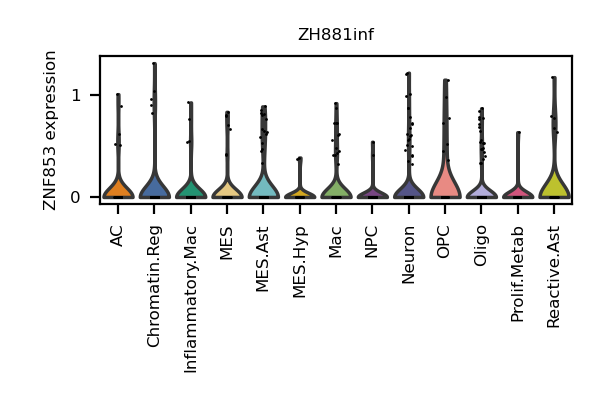 ZH881inf
ZNF853 expression
1
0
AC
Chromatin.Reg
Inflammatory.Mac
MES
MES.Ast
MES.Hyp
Mac
NPC
Neuron
OPC
Oligo
Prolif.Metab
Reactive.Ast